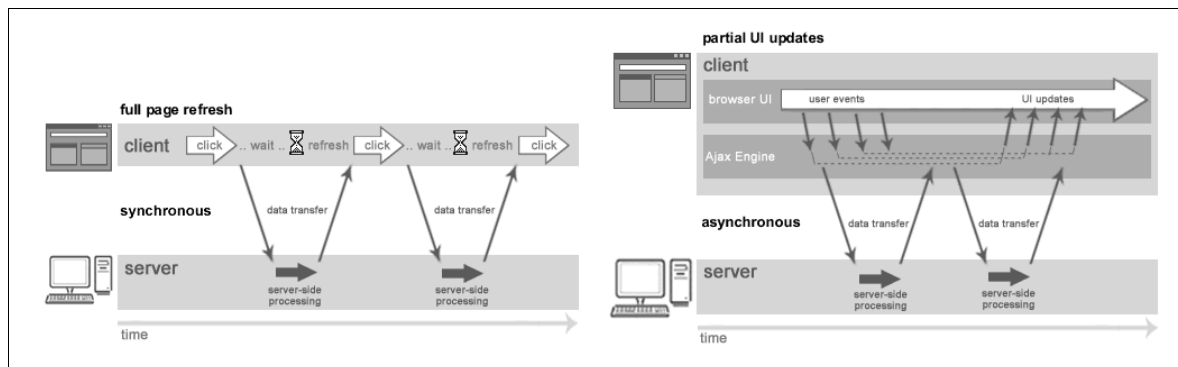 full page refresh
client click .. wait .. refresh click .. wait .. refresh click
synchronous
data transfer data transfer
server
server-side processing
server-side processing
time
partial UI updates
client
browser UI user events UI updates
Ajax Engine
asynchronous
data transfer data transfer
server
server-side processing
server-side processing
time